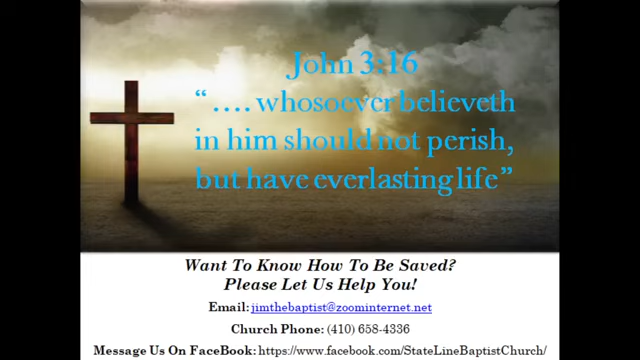 John 3:16
“ .... whosoever believeth
in him should not perish,
but have everlasting life”
Want To Know How To Be Saved?
Please Let Us Help You!
Email: jimthebaptist@zoominternet.net
Church Phone: (410) 658-4336
Message Us On FaceBook: https://www.facebook.com/StateLineBaptistChurch/